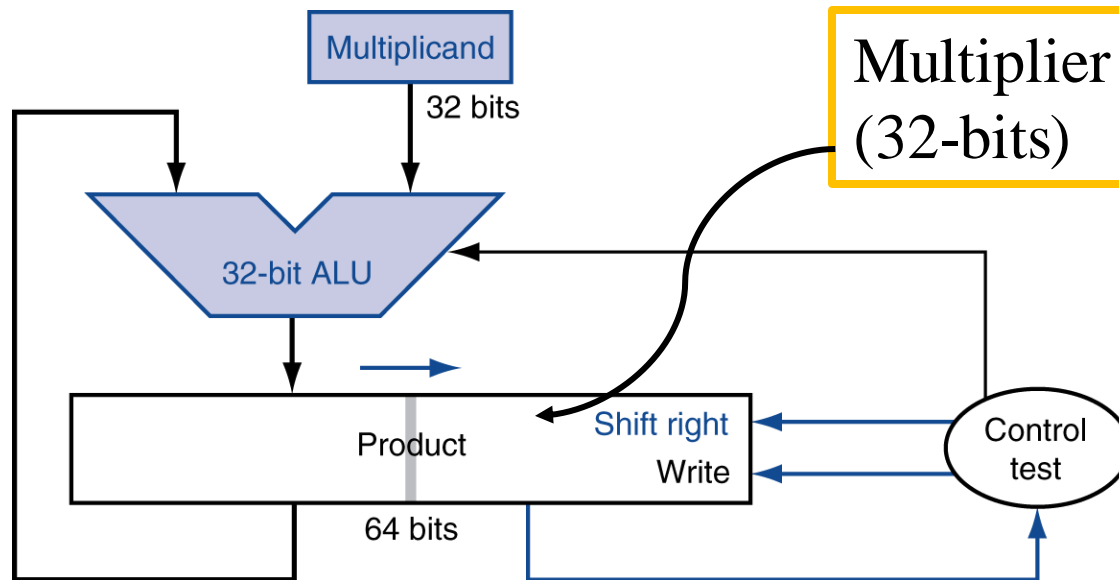 Multiplicand
Multiplier
(32-bits)
32 bits
32-bit ALU
Shift right
Product
Write
Control
test
64 bits